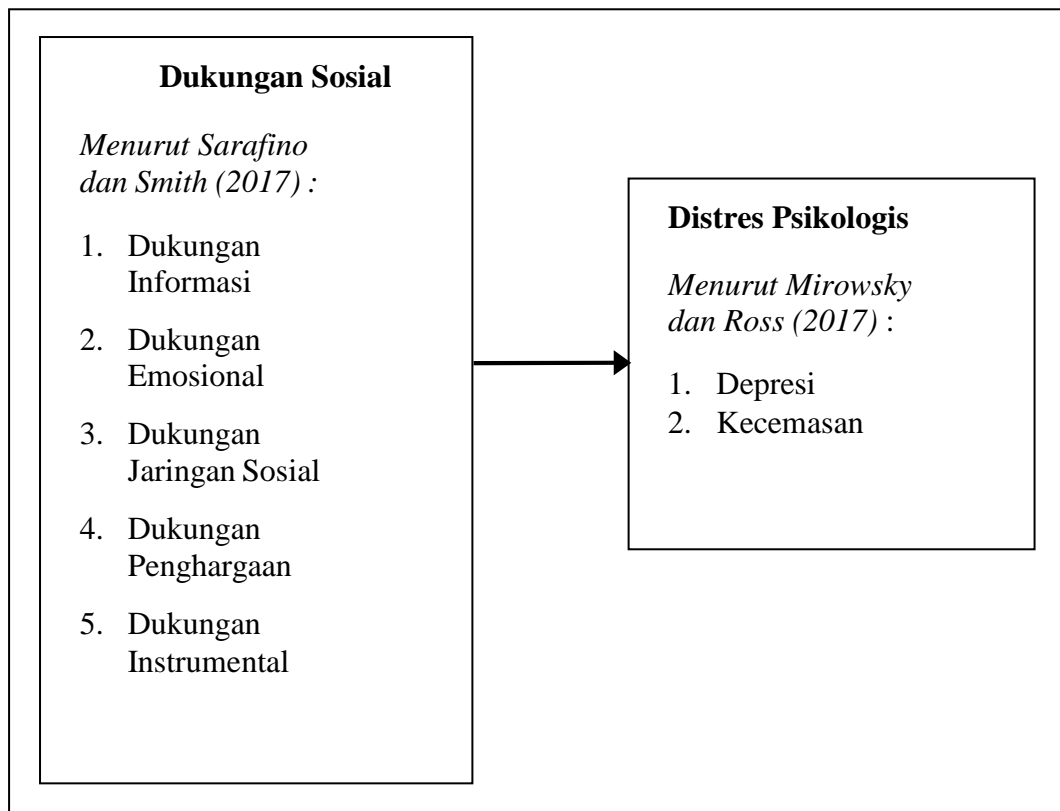 Dukungan Sosial
Menurut Sarafino
dan Smith (2017) :
1. Dukungan
Informasi
2. Dukungan
Emosional
3. Dukungan
Jaringan Sosial
4. Dukungan
Penghargaan
5. Dukungan
Instrumental
Distres Psikologis
Menurut Mirowsky
dan Ross (2017) :
1. Depresi
2. Kecemasan